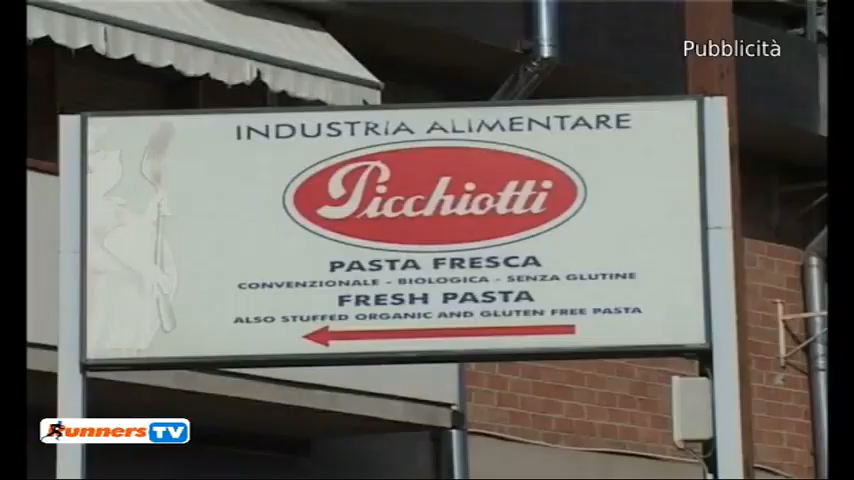 Pubblicità
INDUSTRIA ALIMENTARE
Picchiotti
PASTA FRESCA
CONVENZIONALE - BIOLOGICA - SENZA GLUTINE
FRESH PASTA
ALSO STUFFED ORGANIC AND GLUTEN FREE PASTA
RunnersTV